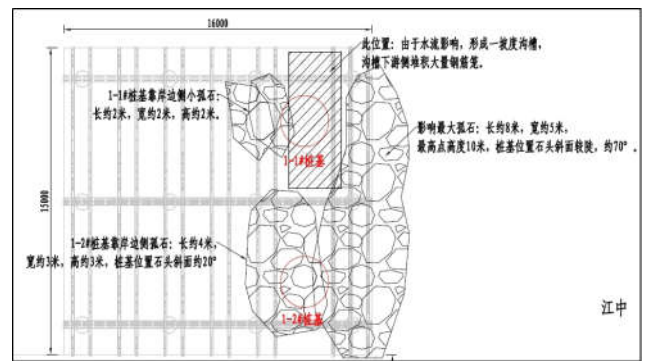 16000
此位置：由于水流影响，形成一坡度沟槽，
沟槽下游侧堆积大量钢筋笼。
1-1#桩基靠岸边侧小孤石：
长约2米，宽约2米，高约2米。
影响最大孤石：长约8米，宽约5米，
最高点高度10米，桩基位置石头斜面较陡，约70°。
1-1#桩基
15000
1-2#桩基靠岸边侧孤石：长约4米，
宽约3米，高约3米，桩基位置石头斜面约20°
1-2#桩基
江中